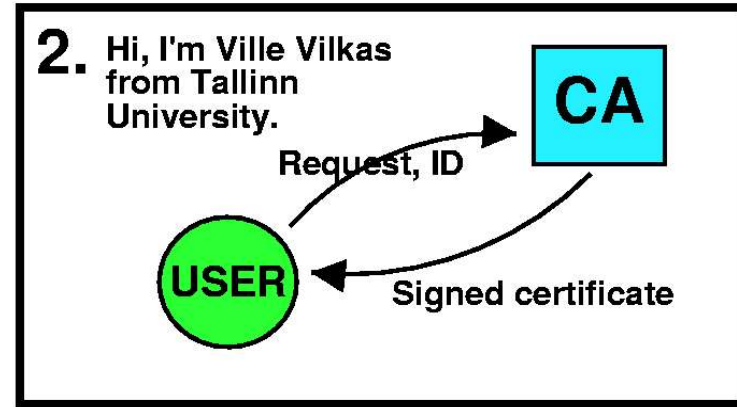 2. Hi, I'm Ville Vilkas
from Tallinn
University.
CA
Request, ID
USER
Signed certificate